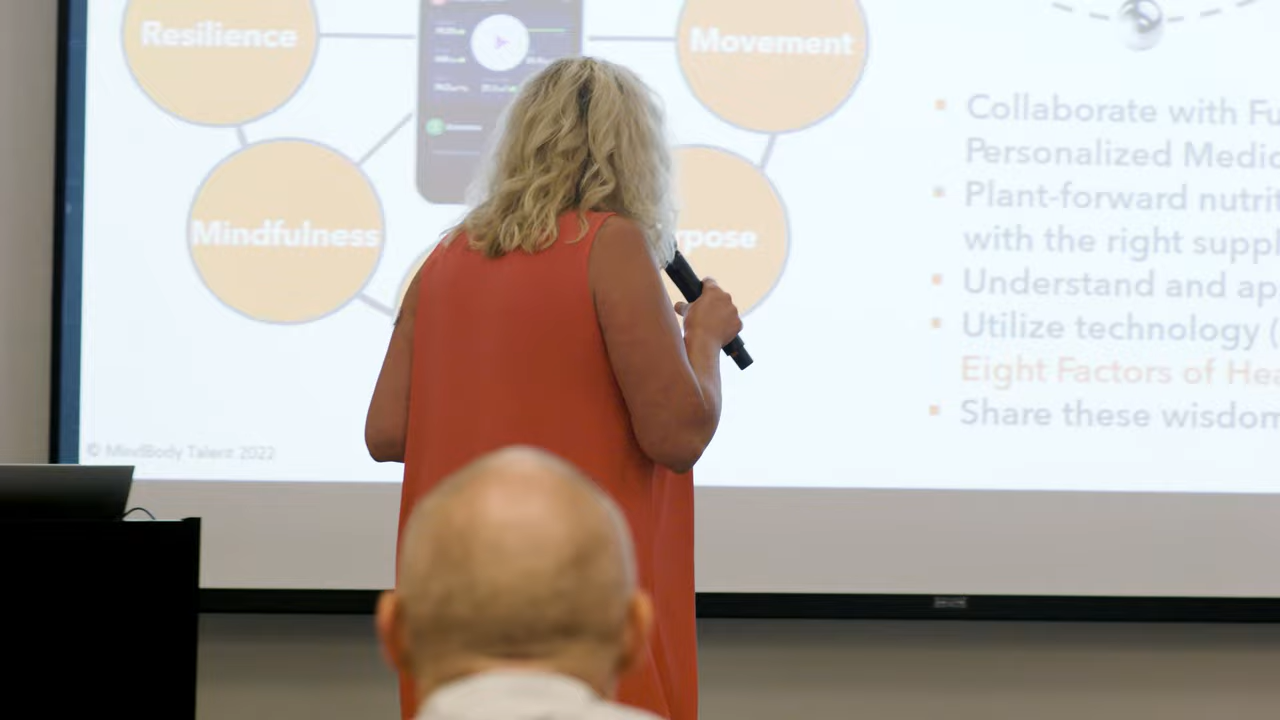 Resilience
Movement
Mindfulness
rpose
Collaborate with Fu
Personalized Medic
Plant-forward nutrit
with the right suppl
Understand and ap
Utilize technology (
Eight Factors of Hea
Share these wisdom
© MindBody Talent 2022